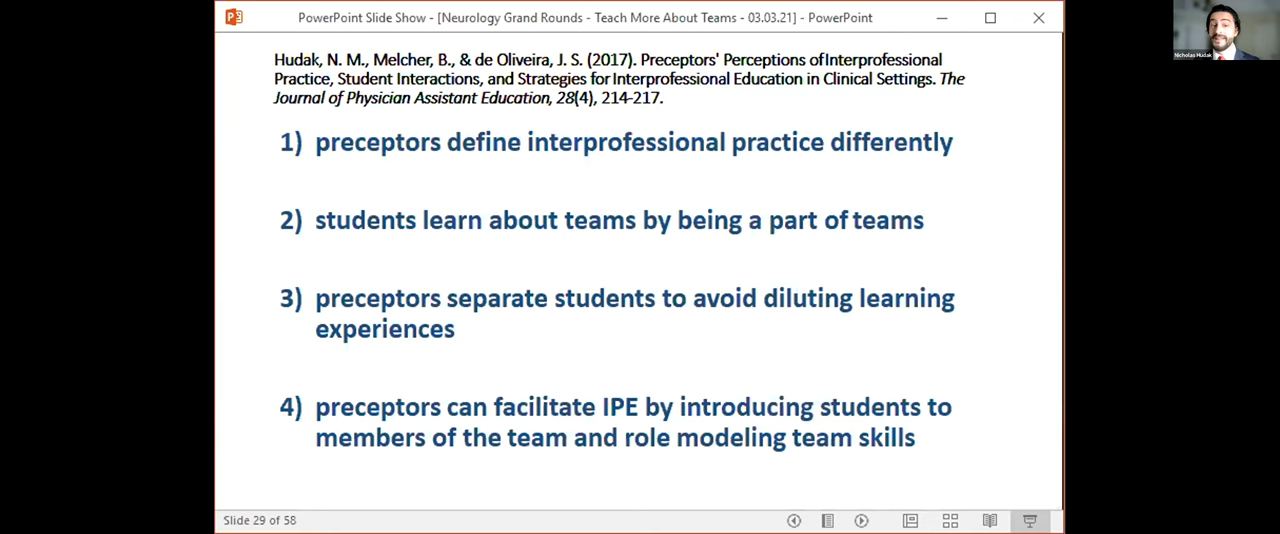 PowerPoint Slide Show - [Neurology Grand Rounds - Teach More About Teams - 03.03.21] - PowerPoint
Nicholas Hudak
Hudak, N. M., Melcher, B., & de Oliveira, J. S. (2017). Preceptors' Perceptions of Interprofessional
Practice, Student Interactions, and Strategies for Interprofessional Education in Clinical Settings. The
Journal of Physician Assistant Education, 28(4), 214-217.
1) preceptors define interprofessional practice differently
2) students learn about teams by being a part of teams
3) preceptors separate students to avoid diluting learning
experiences
4) preceptors can facilitate IPE by introducing students to
members of the team and role modeling team skills
Slide 29 of 58